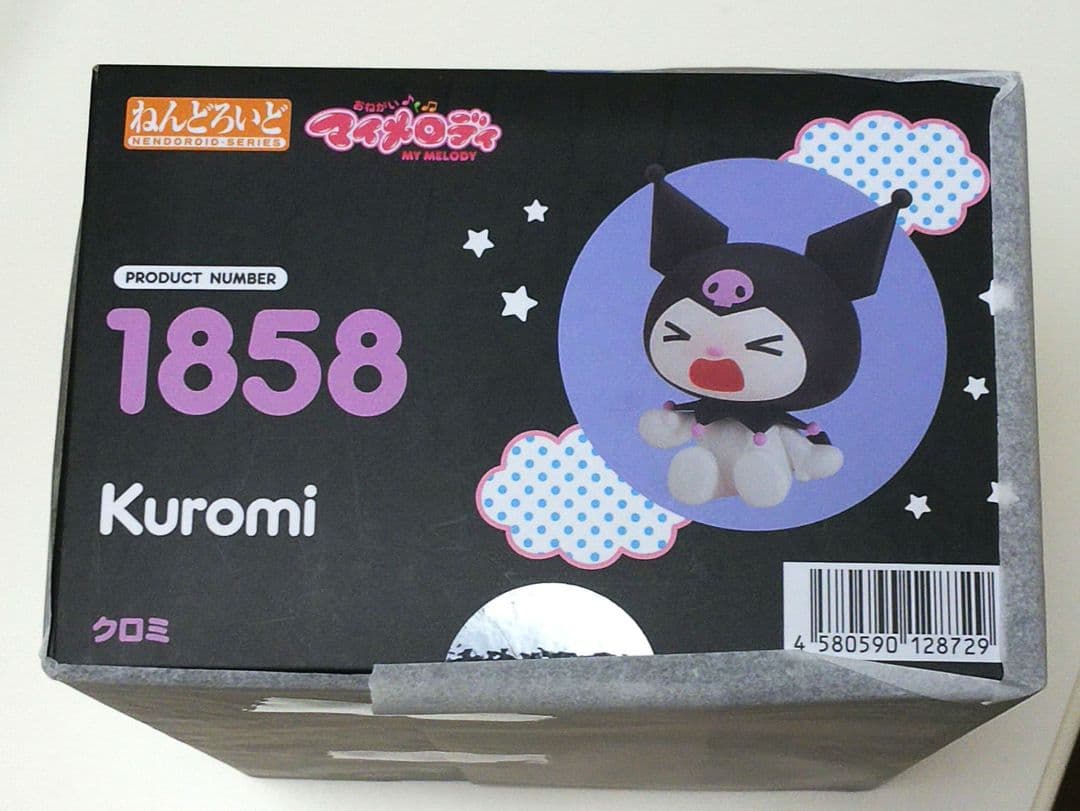 ねんどろいど
NENDOROID·SERIES
おねがい
マイメロディ
MY MELODY
PRODUCT NUMBER
1858
Kuromi
クロミ
4 580590 128729